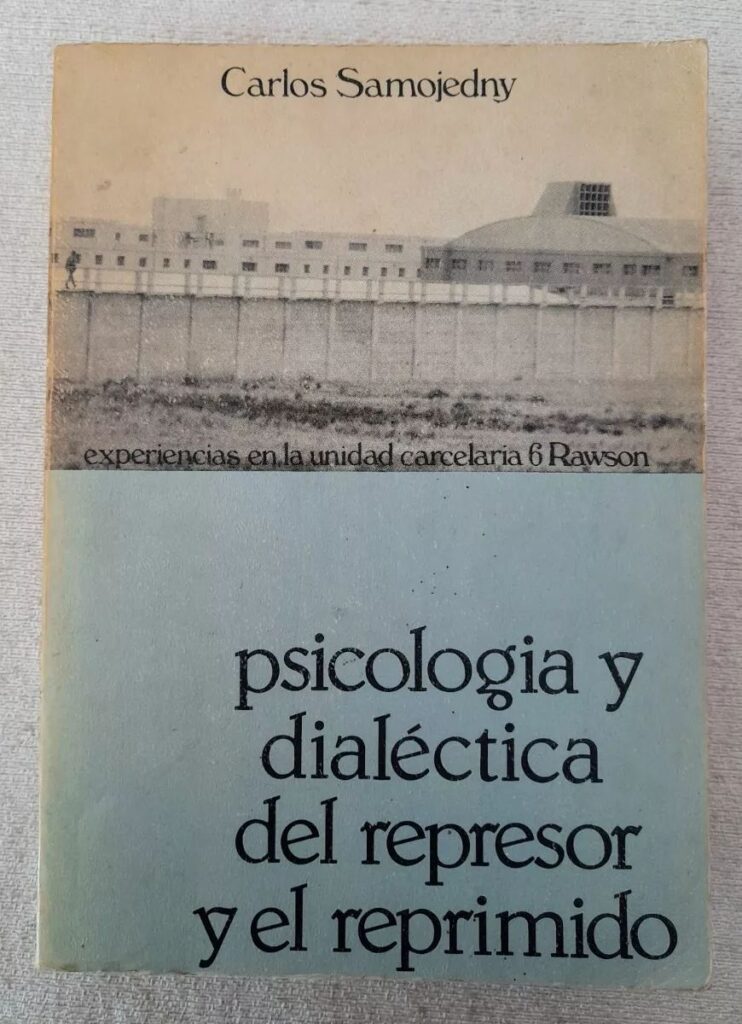 Carlos Samojedny
experiencias en la unidad carcelaria 6 Rawson
psicologia y
dialéctica
del represor
y el reprimido